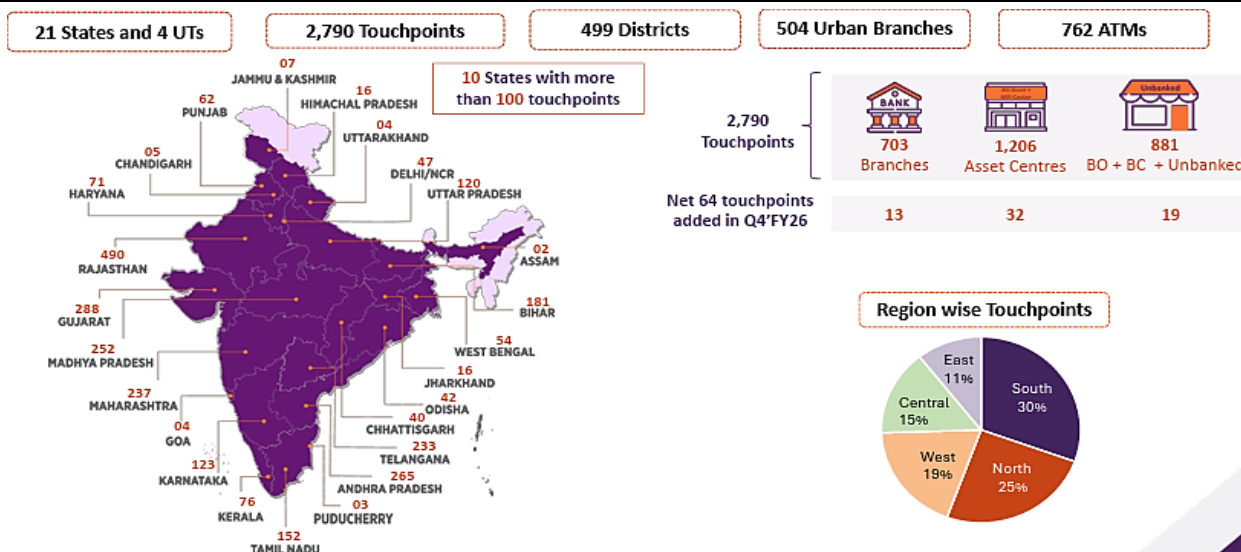 21 States and 4 UTs
2,790 Touchpoints
499 Districts
504 Urban Branches
762 ATMs
10 States with more
than 100 touchpoints
07
JAMMU & KASHMIR
16
HIMACHAL PRADESH
62
PUNJAB
04
UTTARAKHAND
05
CHANDIGARH
47
DELHI/NCR
71
HARYANA
120
UTTAR PRADESH
490
RAJASTHAN
02
ASSAM
288
GUJARAT
181
BIHAR
252
MADHYA PRADESH
54
WEST BENGAL
16
JHARKHAND
237
MAHARASHTRA
42
ODISHA
04
GOA
40
CHHATTISGARH
233
TELANGANA
123
KARNATAKA
265
ANDHRA PRADESH
76
KERALA
03
PUDUCHERRY
152
TAMIL NADU
2,790
Touchpoints
BANK
703
Branches
1,206
Asset Centres
Unbanked
881
BO + BC + Unbanked
Net 64 touchpoints
added in Q4'FY26
13
32
19
Region wise Touchpoints
East
11%
South
30%
Central
15%
West
19%
North
25%